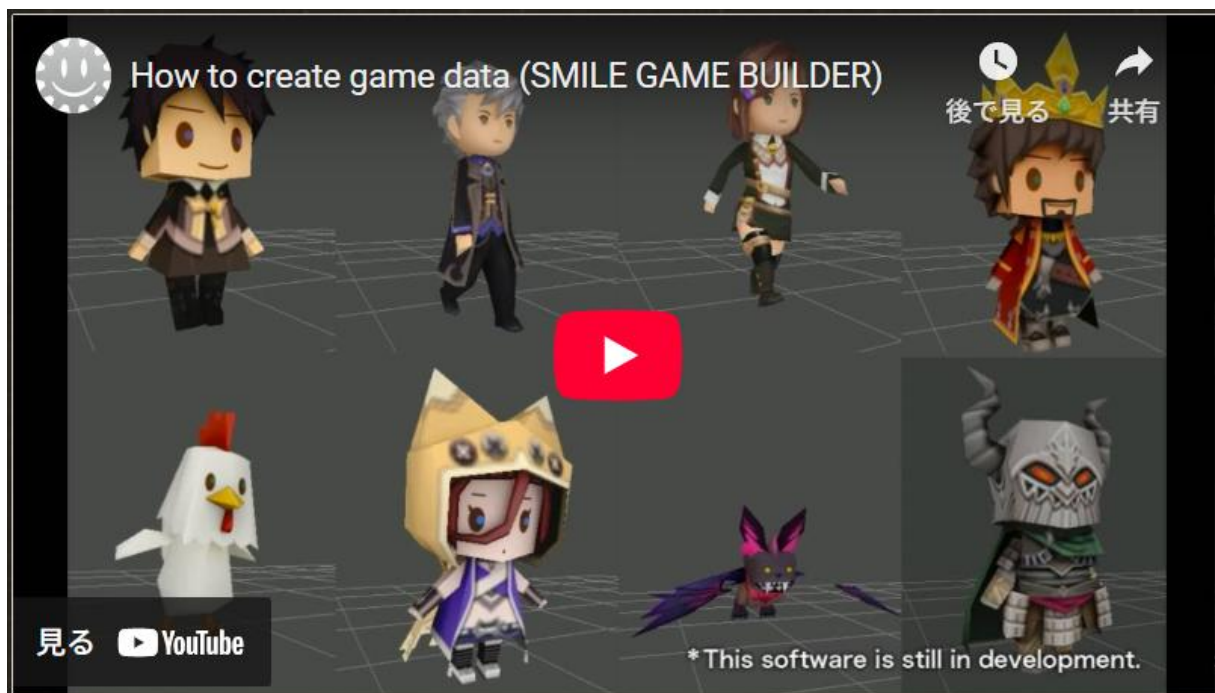 How to create game data (SMILE GAME BUILDER)
後で見る
共有
見る YouTube
*This software is still in development.